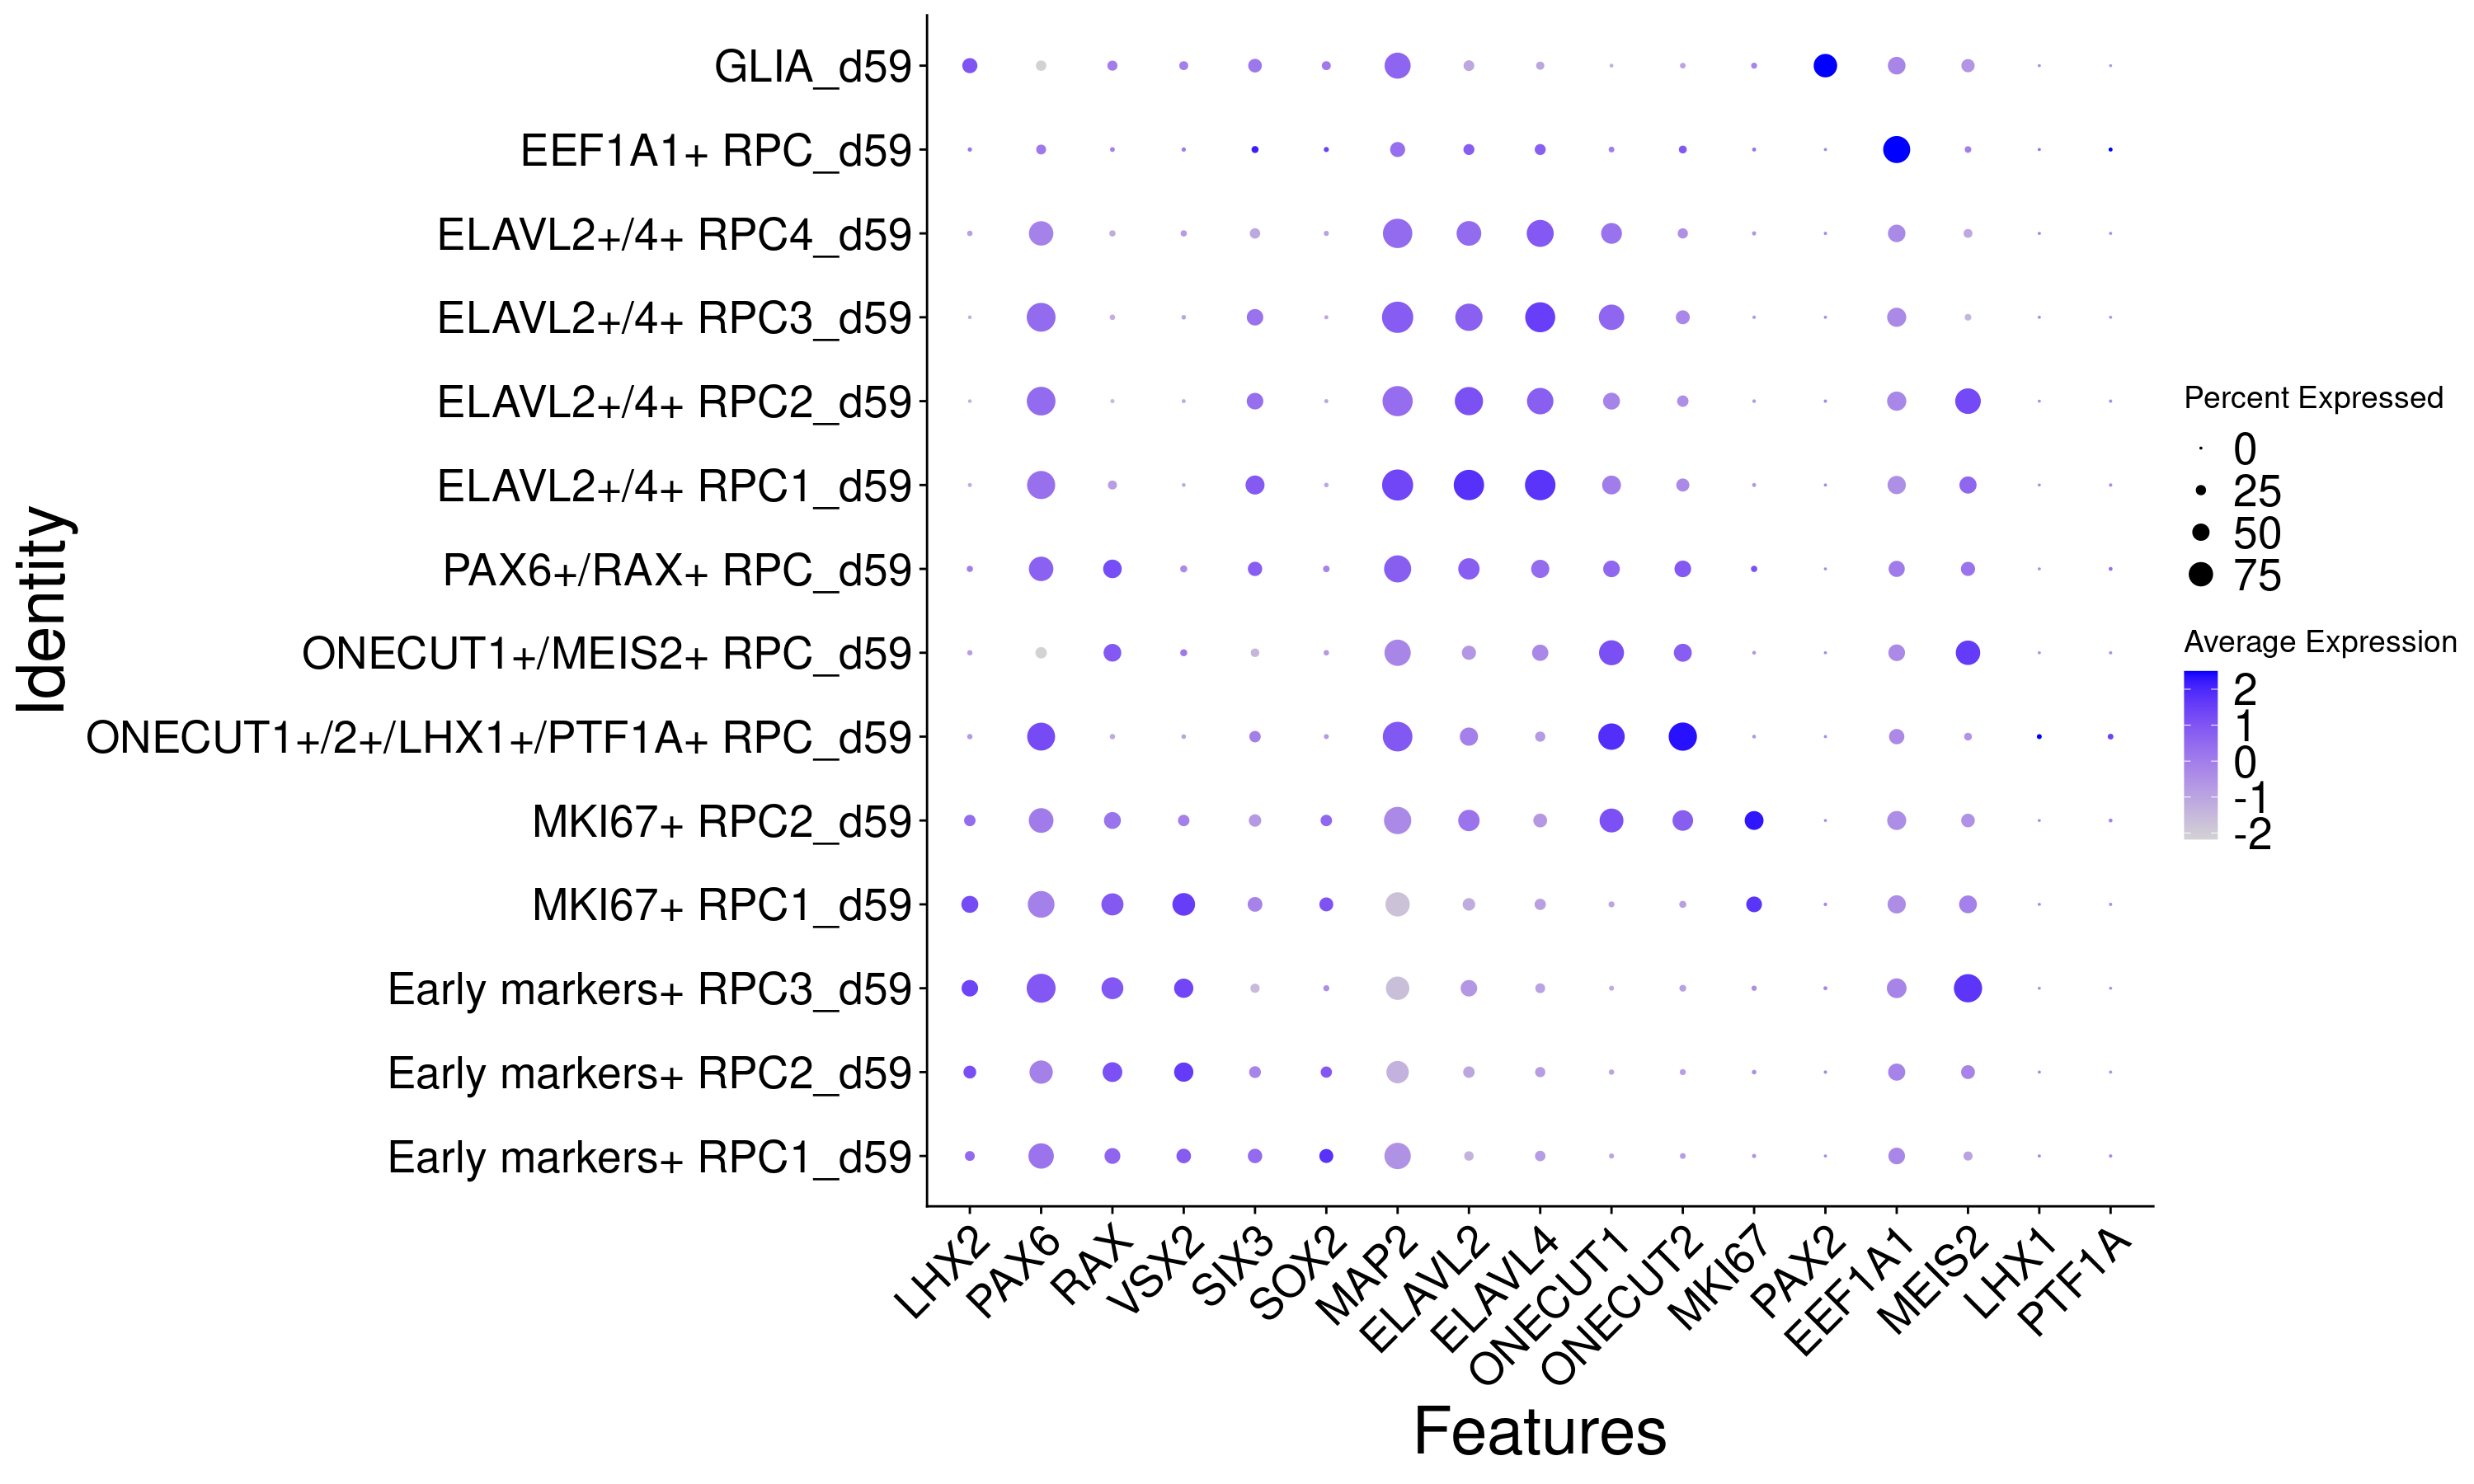 Identity
GLIA_d59
EEF1A1+ RPC_d59
ELAVL2+/4+ RPC4_d59
ELAVL2+/4+ RPC3_d59
ELAVL2+/4+ RPC2_d59
ELAVL2+/4+ RPC1_d59
PAX6+/RAX+ RPC_d59
ONECUT1+/MEIS2+ RPC_d59
ONECUT1+/2+/LHX1+/PTF1A+ RPC_d59
MKI67+ RPC2_d59
MKI67+ RPC1_d59
Early markers+ RPC3_d59
Early markers+ RPC2_d59
Early markers+ RPC1_d59
LHX2
PAX6
RAX
VSX2
SIX3
SOX2
MAP2
ELAVL2
ELAVL4
ONECUT1
ONECUT2
MKI67
PAX2
EEF1A1
MEIS2
LHX1
PTF1A
Features
Percent Expressed
0
25
50
75
Average Expression
2
1
0
-1
-2